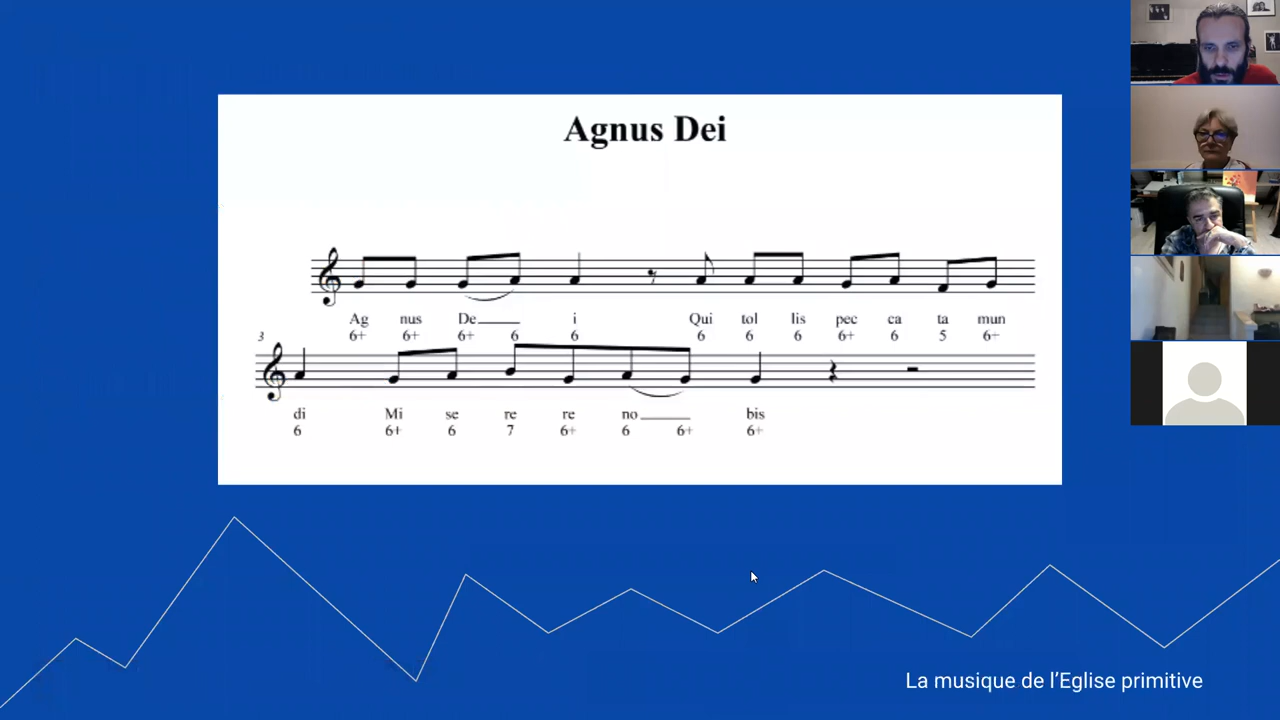 Agnus Dei
Ag nus De____ i Qui tol lis pec ca ta mun
6+ 6+ 6+ 6 6 6 6 6 6+ 6 5 6+
3
di Mi se re re no____ bis
6 6+ 6 7 6+ 6 6+ 6+
La musique de l’Eglise primitive